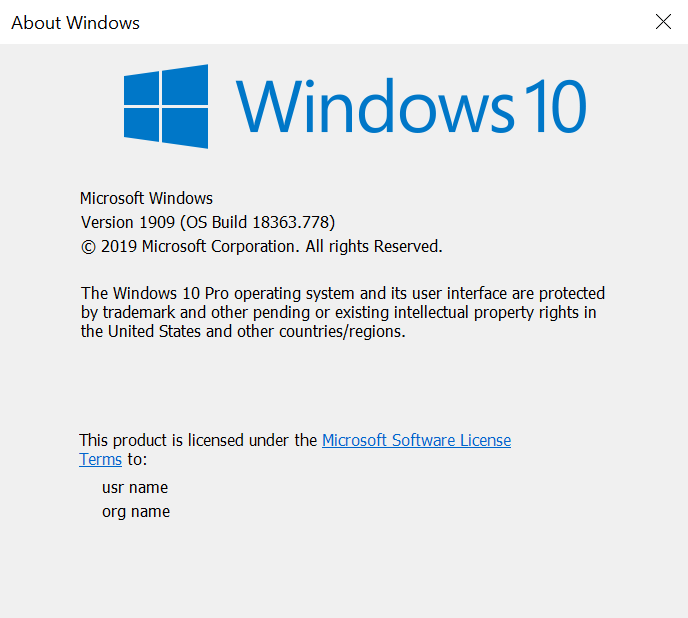 About Windows
Windows 10
Microsoft Windows
Version 1909 (OS Build 18363.778)
© 2019 Microsoft Corporation. All rights Reserved.
The Windows 10 Pro operating system and its user interface are protected
by trademark and other pending or existing intellectual property rights in
the United States and other countries/regions.
This product is licensed under the Microsoft Software License
Terms to:
usr name
org name